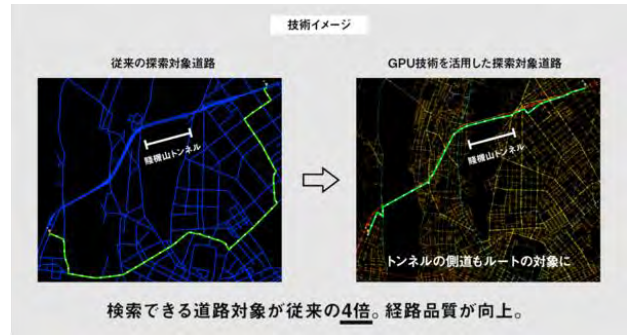 技術イメージ
従来の探索対象道路
GPU技術を活用した探索対象道路
陸機山トンネル
陸機山トンネル
トンネルの側道もルートの対象に
検索できる道路対象が従来の4倍。経路品質が向上。